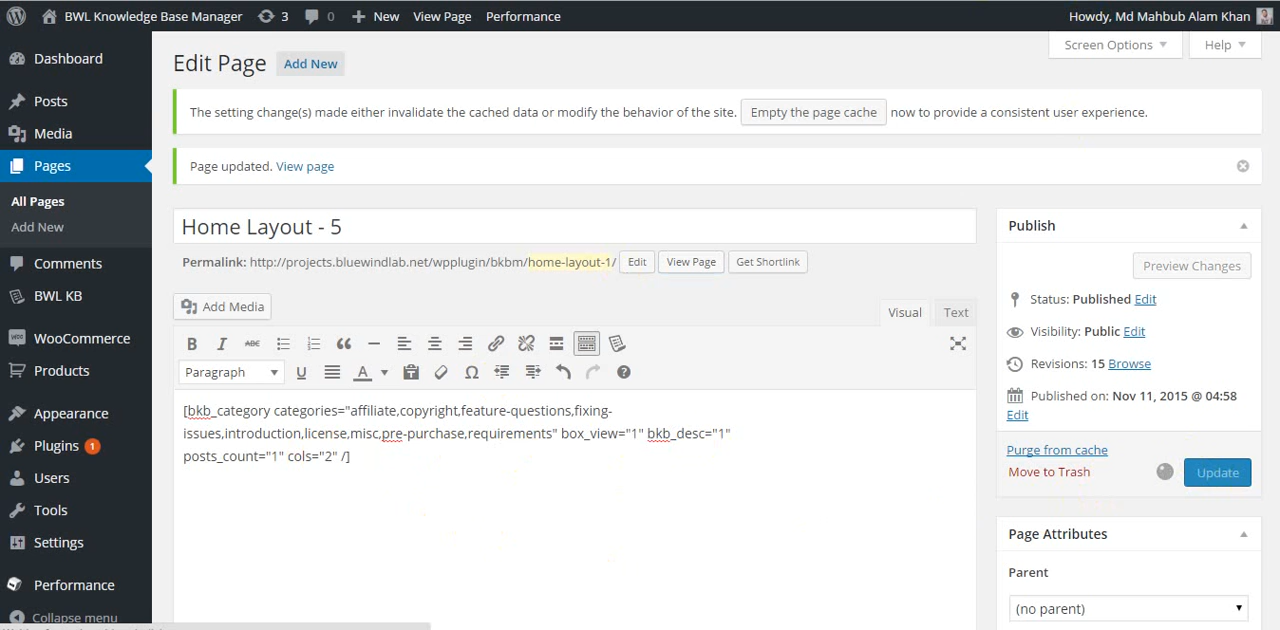 BWL Knowledge Base Manager 3 0 New View Page Performance Howdy, Md Mahbub Alam Khan
Screen Options Help
Dashboard
Posts
Media
Pages
All Pages
Add New
Comments
BWL KB
WooCommerce
Products
Appearance
Plugins 1
Users
Tools
Settings
Performance
Collapse menu
Edit Page Add New
The setting change(s) made either invalidate the cached data or modify the behavior of the site. Empty the page cache now to provide a consistent user experience.
Page updated. View page
Home Layout - 5
Permalink: http://projects.bluewindlab.net/wpplugin/bkbm/home-layout-1/ Edit View Page Get Shortlink
Add Media
Visual Text
B I ABC
Paragraph U A
[bkb_category categories="affiliate,copyright,feature-questions,fixing-
issues,introduction,license,misc,pre-purchase,requirements" box_view="1" bkb_desc="1"
posts_count="1" cols="2" /]
Publish
Preview Changes
Status: Published Edit
Visibility: Public Edit
Revisions: 15 Browse
Published on: Nov 11, 2015 @ 04:58
Edit
Purge from cache
Move to Trash Update
Page Attributes
Parent
(no parent)